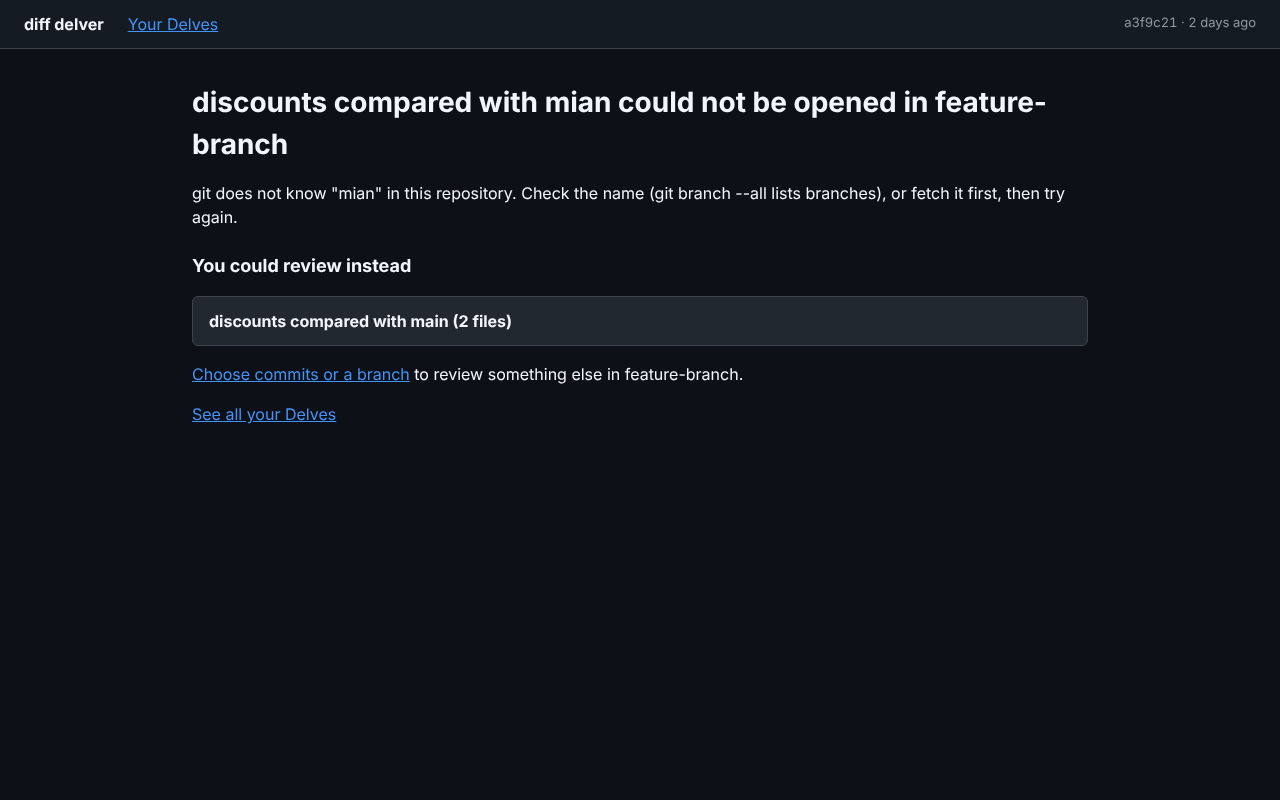 diff delver
Your Delves
a3f9c21 · 2 days ago
discounts compared with mian could not be opened in feature-
branch
git does not know "mian" in this repository. Check the name (git branch --all lists branches), or fetch it first, then try
again.
You could review instead
discounts compared with main (2 files)
Choose commits or a branch to review something else in feature-branch.
See all your Delves